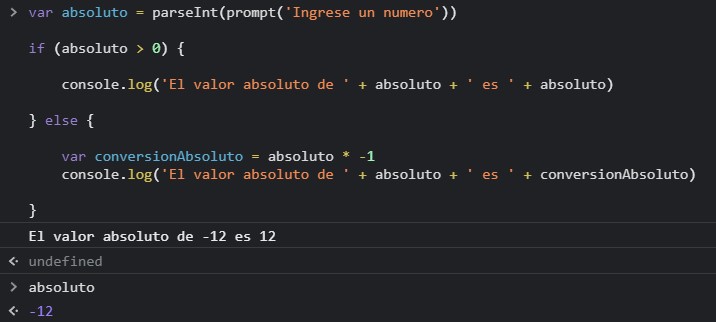 > var absoluto = parseInt(prompt('Ingrese un numero'))
if (absoluto > 0) {
console.log('El valor absoluto de ' + absoluto + ' es ' + absoluto)
} else {
var conversionAbsoluto = absoluto * -1
console.log('El valor absoluto de ' + absoluto + ' es ' + conversionAbsoluto)
}
El valor absoluto de -12 es 12
undefined
> absoluto
-12